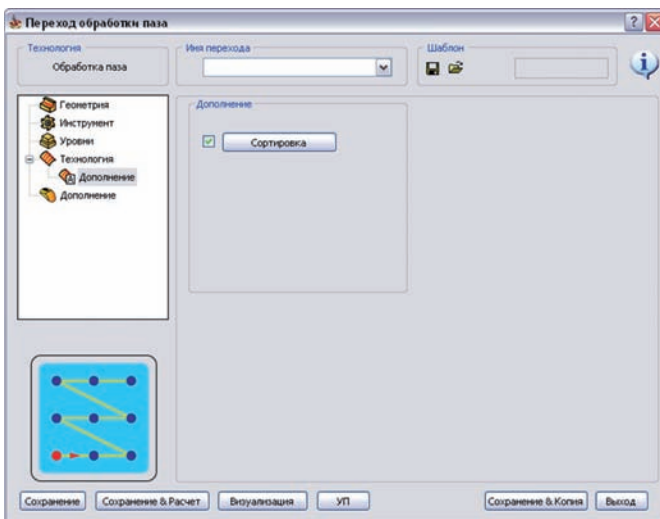 Переход обработки паза
Технология
Обработка паза
Имя перехода
Шаблон
Геометрия
Инструмент
Уровни
Технология
Дополнение
Дополнение
Дополнение
Сортировка
Сохранение
Сохранение & Расчет
Визуализация
УП
Сохранение & Копия
Выход